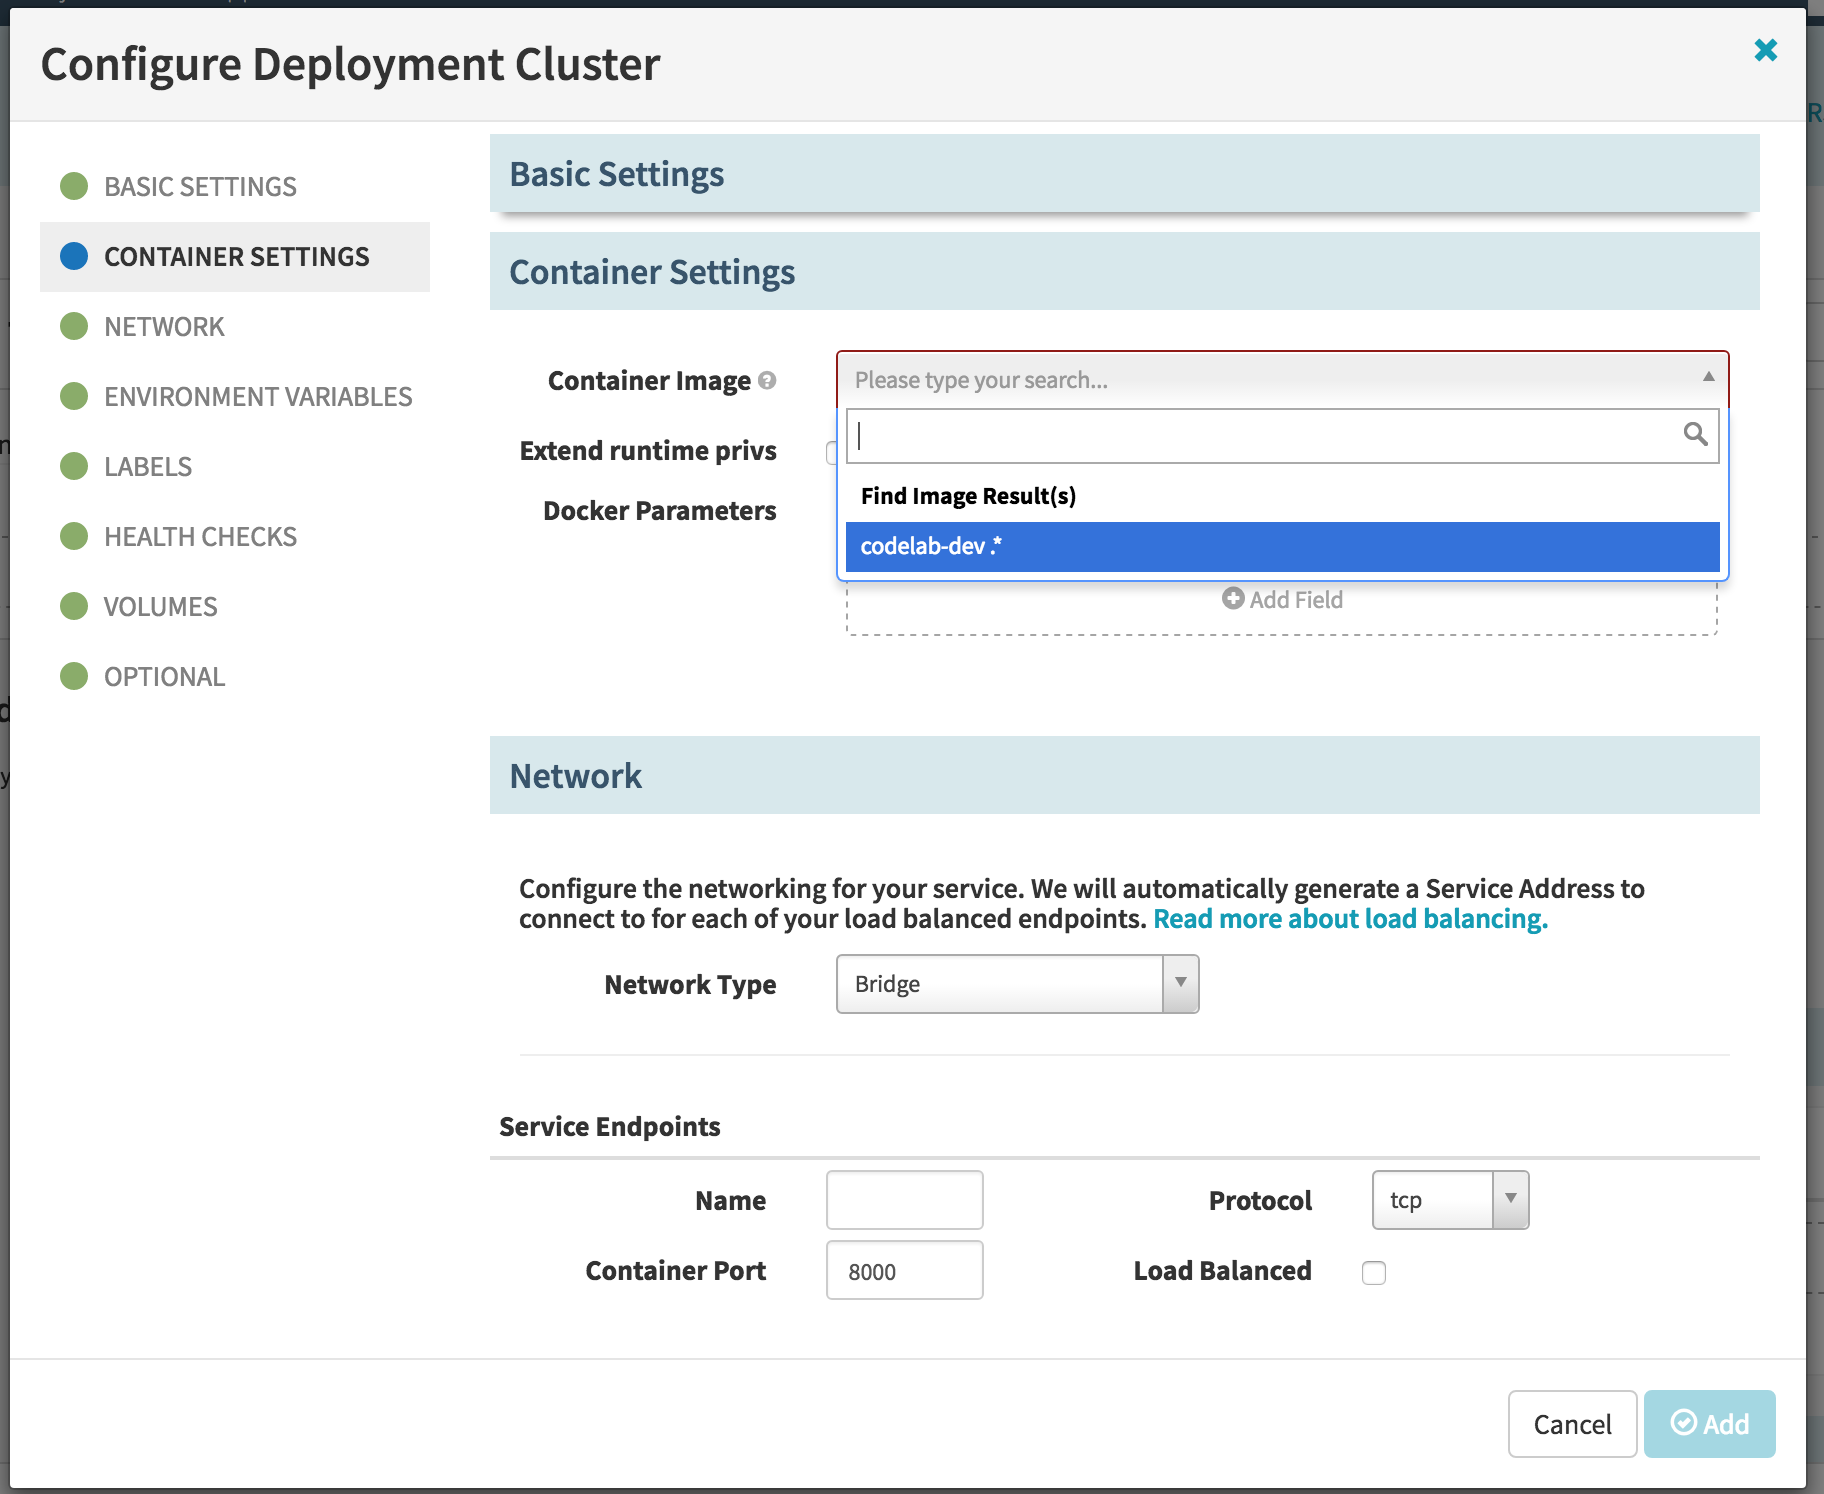 Configure Deployment Cluster
BASIC SETTINGS
CONTAINER SETTINGS
NETWORK
ENVIRONMENT VARIABLES
LABELS
HEALTH CHECKS
VOLUMES
OPTIONAL
Basic Settings
Container Settings
Container Image
Please type your search...
Extend runtime privs
Find Image Result(s)
Docker Parameters
codelab-dev .*
Add Field
Network
Configure the networking for your service. We will automatically generate a Service Address to
connect to for each of your load balanced endpoints. Read more about load balancing.
Network Type Bridge
Service Endpoints
Name Protocol tcp
Container Port 8000 Load Balanced
Cancel Add